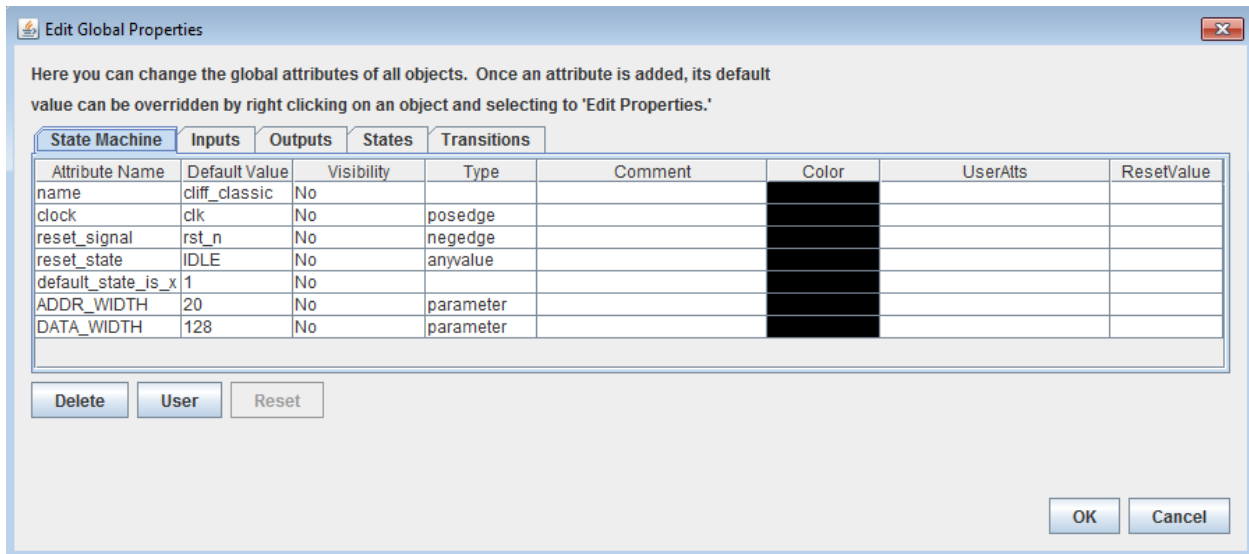 Edit Global Properties
Here you can change the global attributes of all objects.  Once an attribute is added, its default
value can be overridden by right clicking on an object and selecting to 'Edit Properties.'
State Machine Inputs Outputs States Transitions
Attribute Name Default Value Visibility Type Comment Color UserAtts ResetValue
name cliff_classic No
clock clk No posedge
reset_signal rst_n No negedge
reset_state IDLE No anyvalue
default_state_is_x 1 No
ADDR_WIDTH 20 No parameter
DATA_WIDTH 128 No parameter
Delete User Reset
OK Cancel